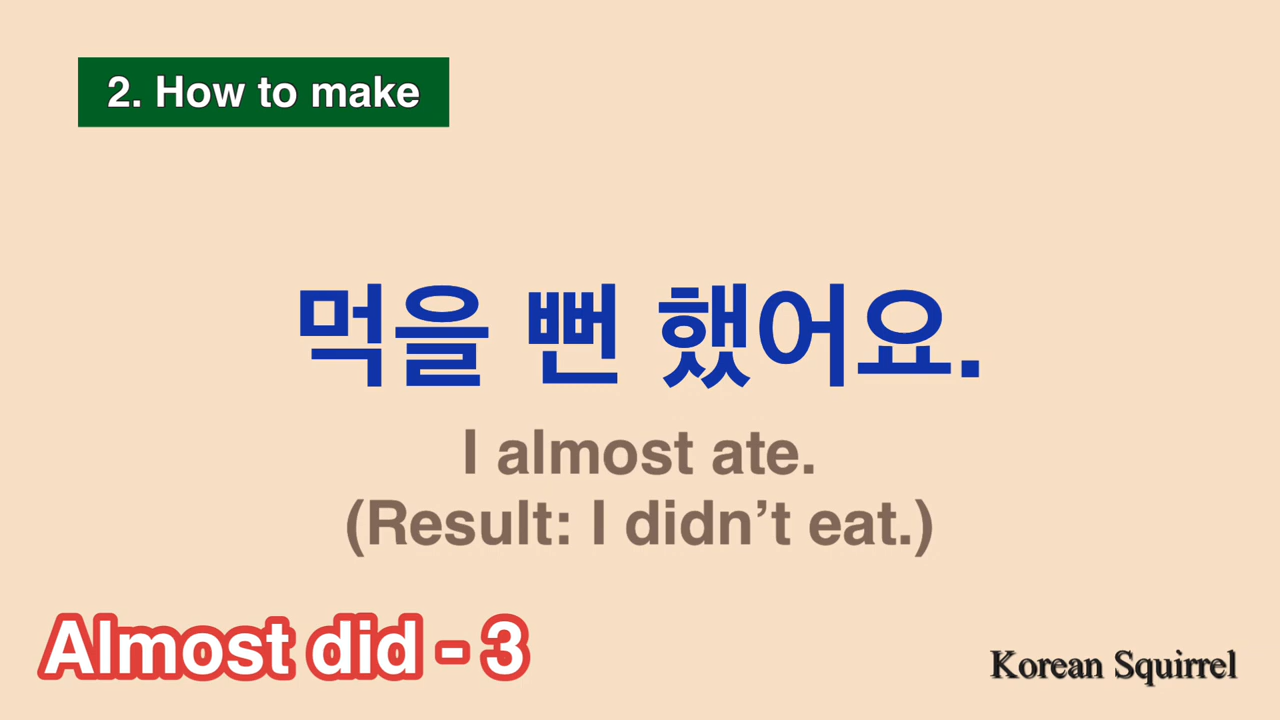 2. How to make
먹을 뻔 했어요.
I almost ate.
(Result: I didn’t eat.)
Almost did - 3
Korean Squirrel